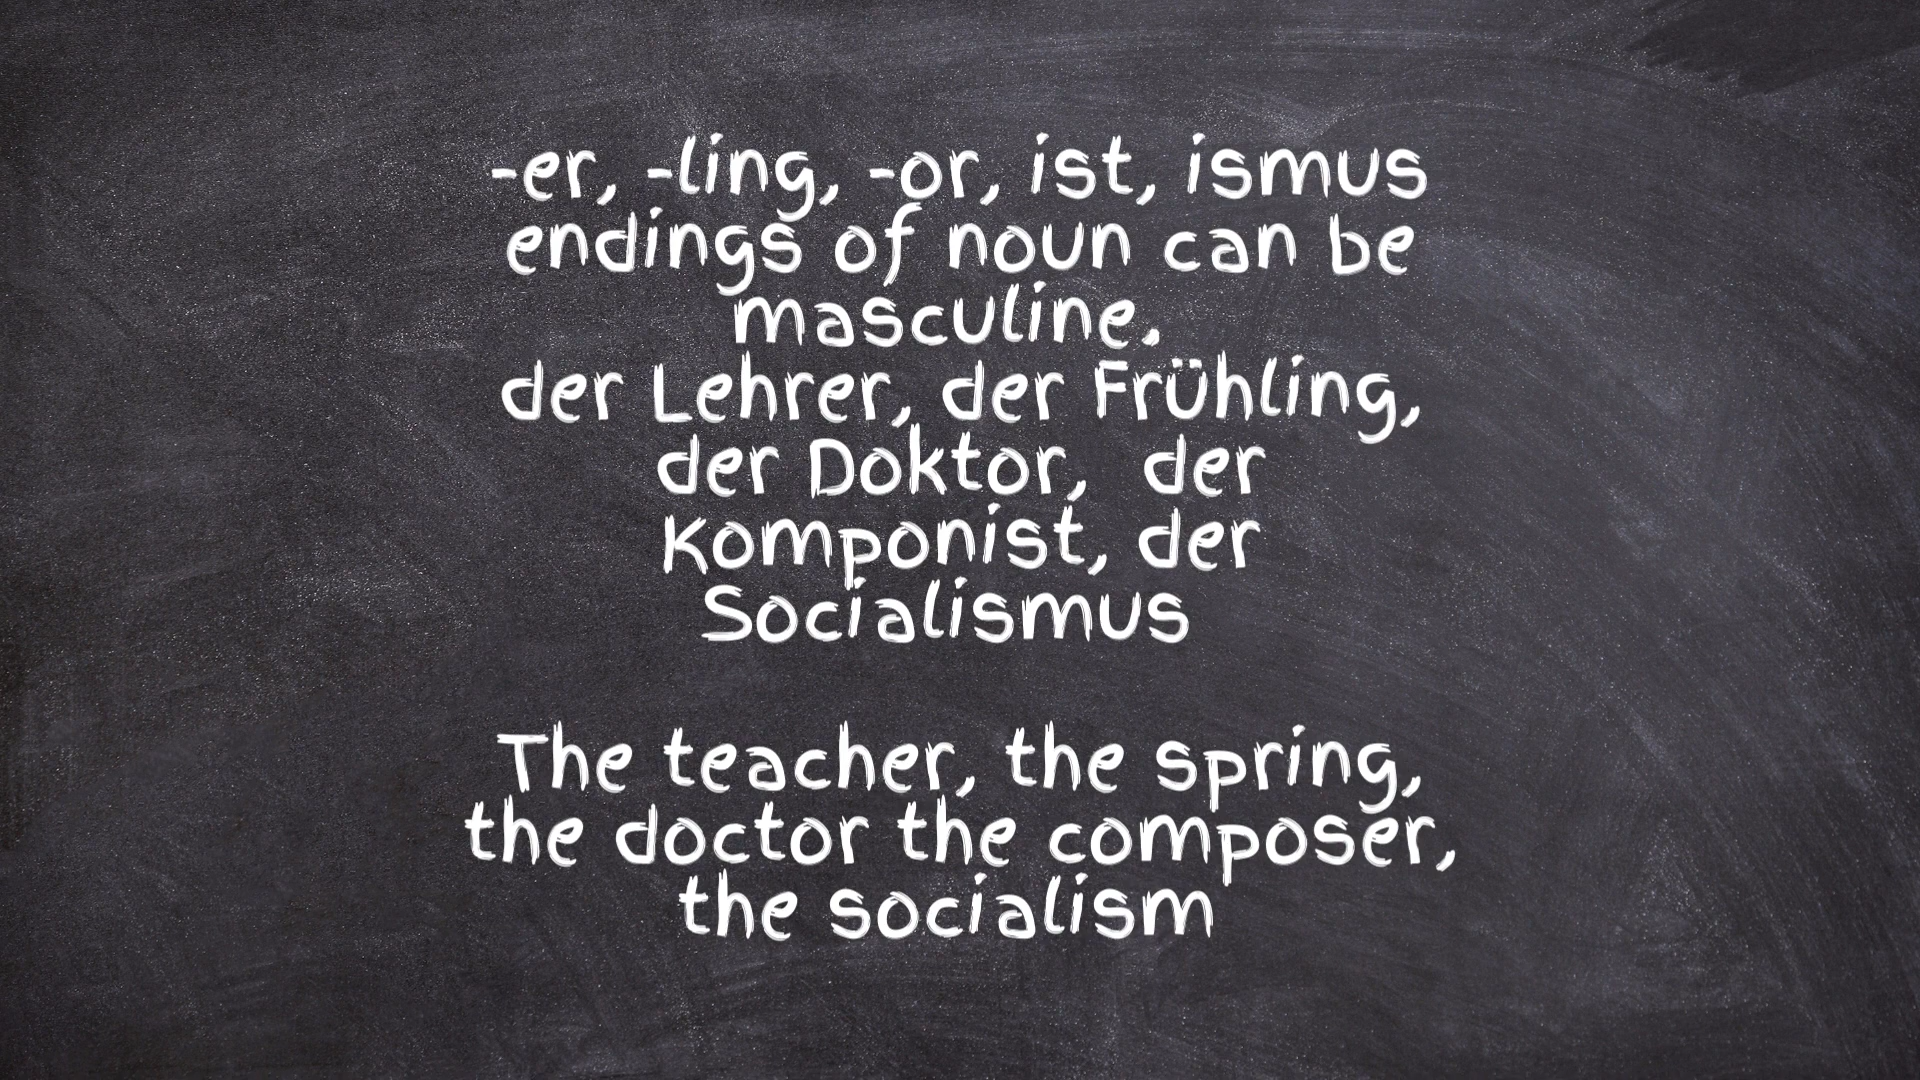 -er, -ling, -or, ist, ismus
endings of noun can be
masculine.
der Lehrer, der Frühling,
der Doktor, der
Komponist, der
Socialismus
The teacher, the spring,
the doctor the composer,
the socialism